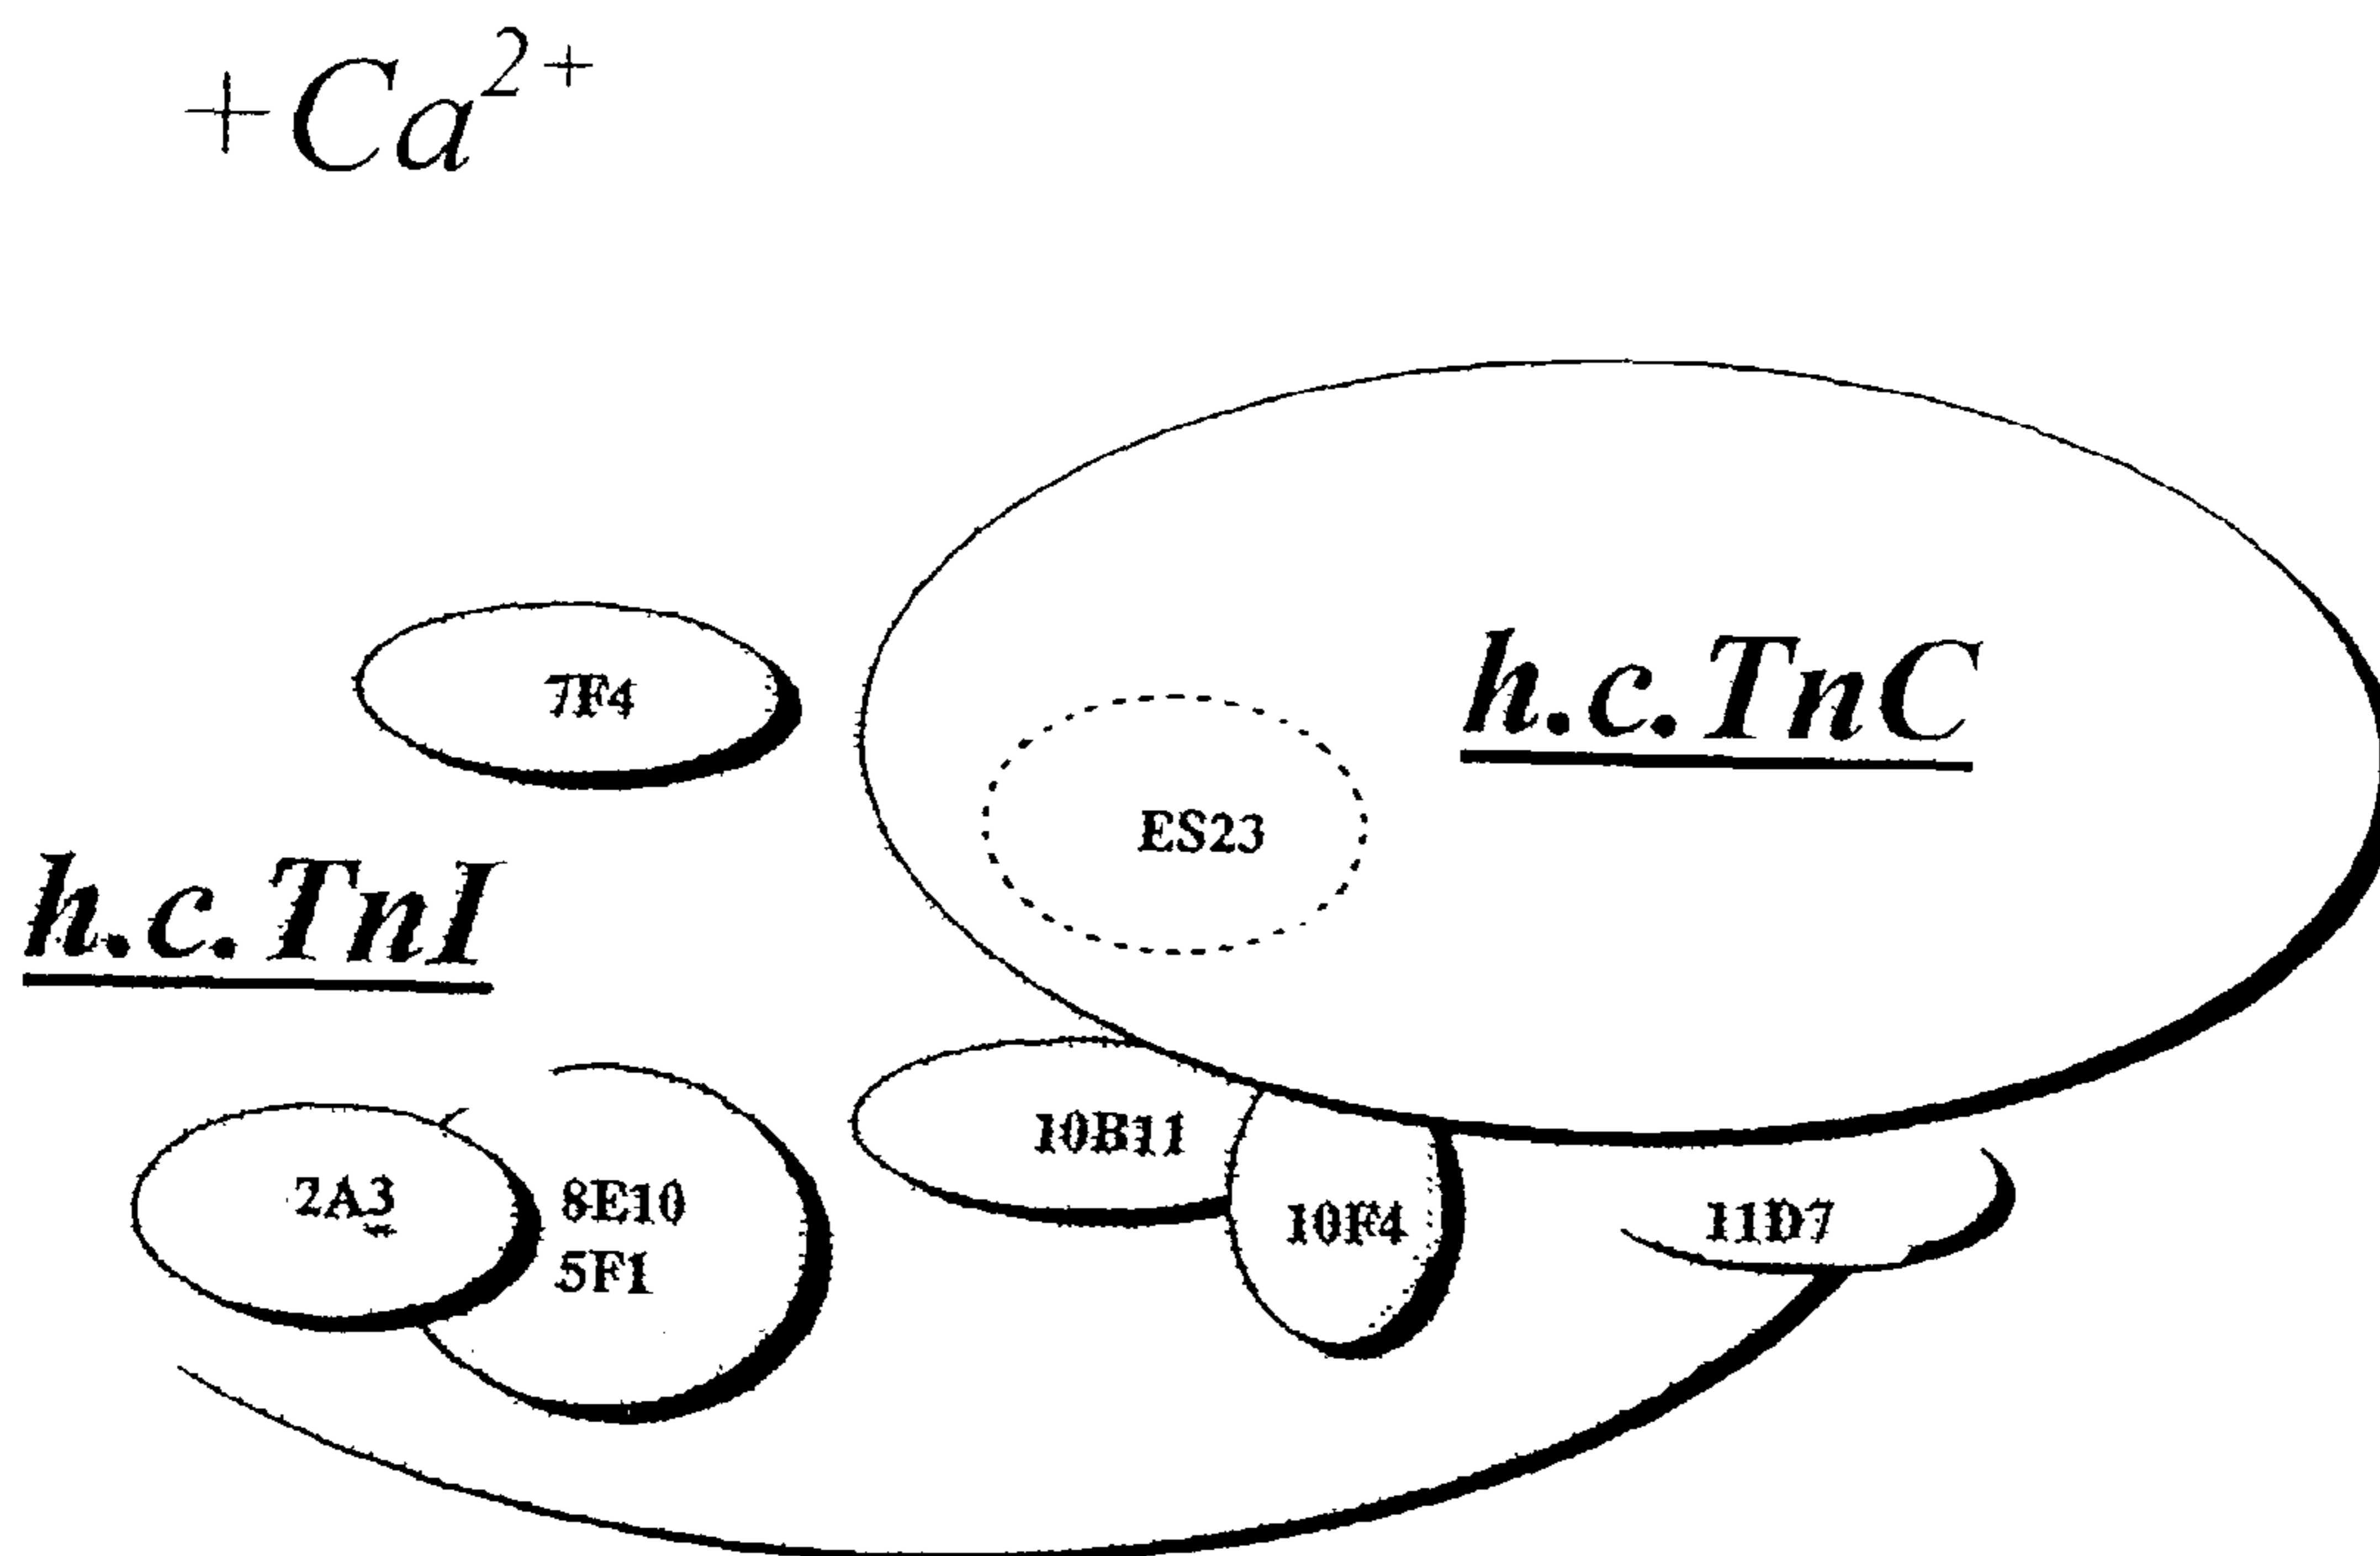 +Ca²⁺
7F4
h.c.TnC
ES23
h.c.TnI
10B11
2A3
8E10
10F4
11D7
5F1